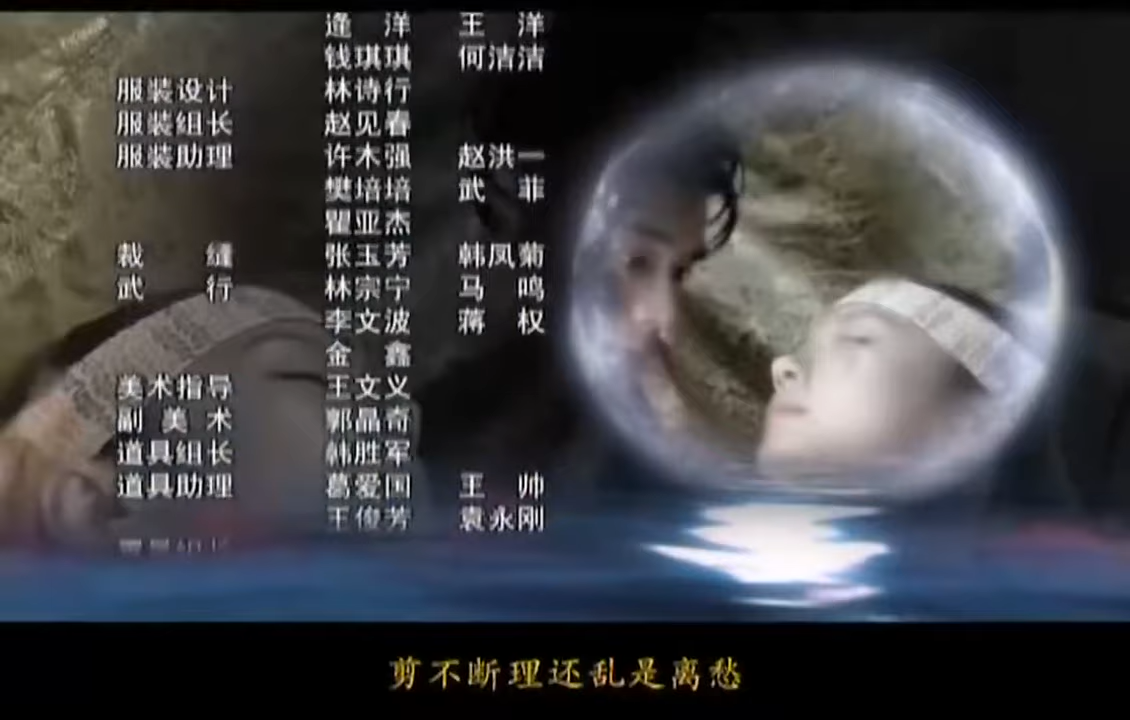 逄 洋 王 洋
钱琪琪 何洁洁
服装设计 林诗行
服装组长 赵见春
服装助理 许木强 赵洪一
樊培培 武 菲
瞿亚杰
裁 缝 张玉芳 韩凤菊
武 行 林宗宁 马 鸣
李文波 蒋 权
金 鑫
美术指导 王文义
副 美 术 郭晶奇
道具组长 韩胜军
道具助理 葛爱国 王 帅
王俊芳 袁永刚
剪不断理还乱是离愁